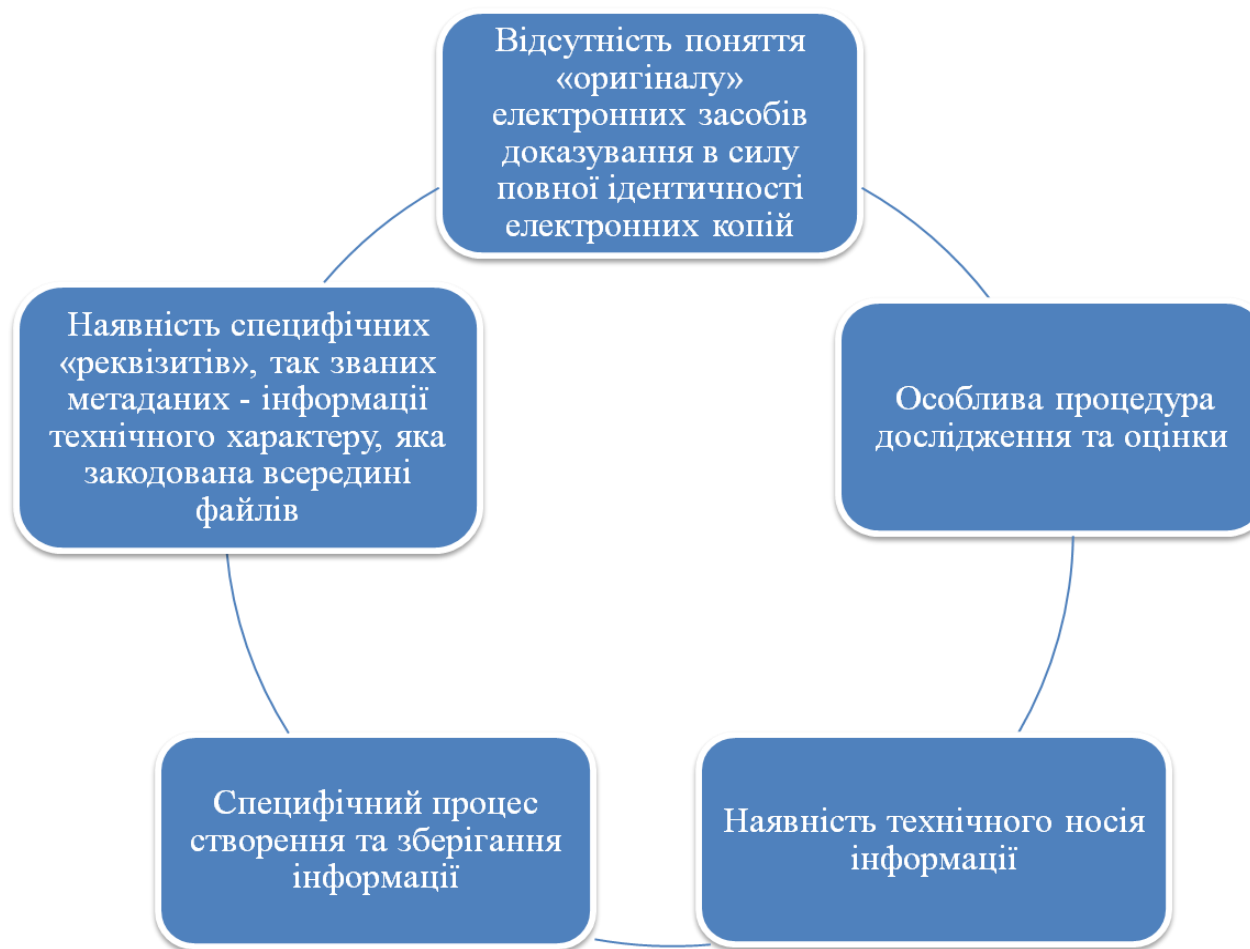 Відсутність поняття
«оригіналу»
електронних засобів
доказування в силу
повної ідентичності
електронних копій
Наявність специфічних
«реквізитів», так званих
метаданих - інформації
технічного характеру, яка
закодована всередині
файлів
Особлива процедура
дослідження та оцінки
Специфічний процес
створення та зберігання
інформації
Наявність технічного носія
інформації